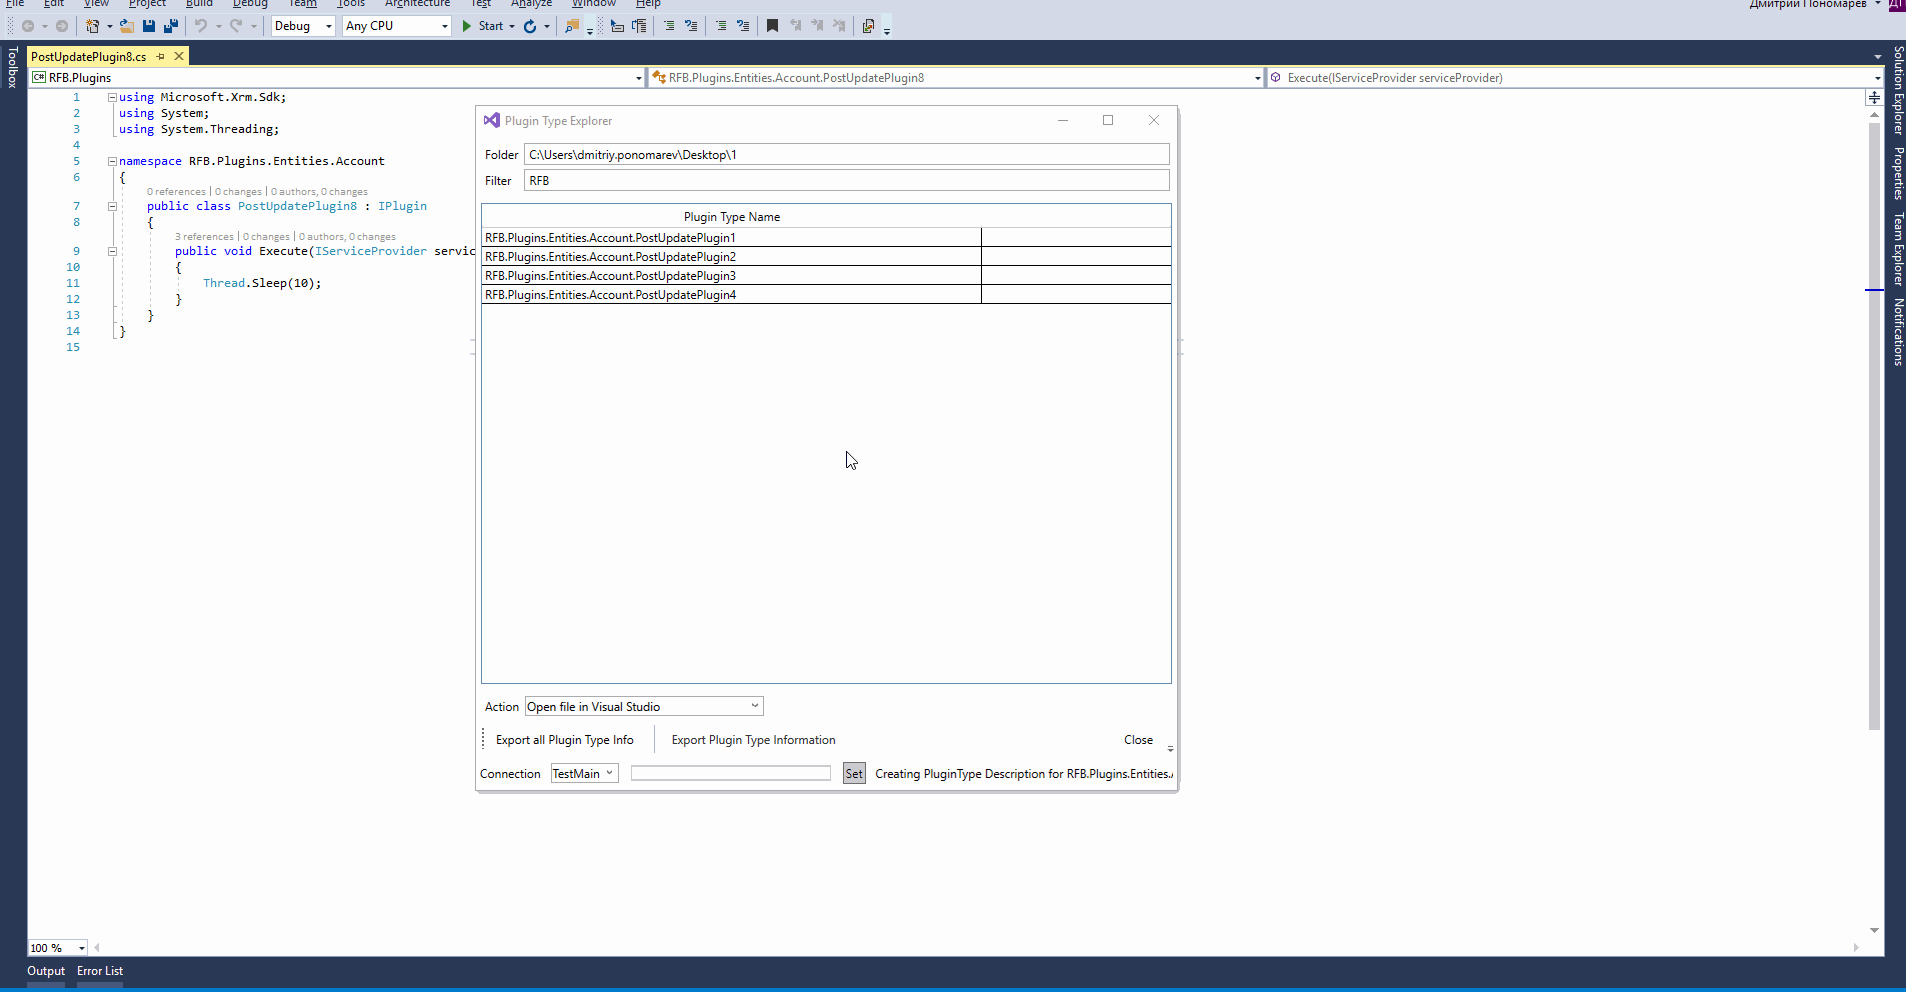 File Edit View Project Build Debug Team Tools Architecture Test Analyze Window Help
Дмитрий Пономарев ДП
Debug Any CPU Start
Toolbox
PostUpdatePlugin8.cs
RFB.Plugins
RFB.Plugins.Entities.Account.PostUpdatePlugin8
Execute(IServiceProvider serviceProvider)
1 using Microsoft.Xrm.Sdk;
2 using System;
3 using System.Threading;
4
5 namespace RFB.Plugins.Entities.Account
6 {
0 references | 0 changes | 0 authors, 0 changes
7 public class PostUpdatePlugin8 : IPlugin
8 {
3 references | 0 changes | 0 authors, 0 changes
9 public void Execute(IServiceProvider servic
10 {
11 Thread.Sleep(10);
12 }
13 }
14 }
15
Plugin Type Explorer
Folder C:\Users\dmitriy.ponomarev\Desktop\1
Filter RFB
Plugin Type Name
RFB.Plugins.Entities.Account.PostUpdatePlugin1
RFB.Plugins.Entities.Account.PostUpdatePlugin2
RFB.Plugins.Entities.Account.PostUpdatePlugin3
RFB.Plugins.Entities.Account.PostUpdatePlugin4
Action Open file in Visual Studio
Export all Plugin Type Info Export Plugin Type Information Close
Connection TestMain Set Creating PluginType Description for RFB.Plugins.Entities.
Solution Explorer
Properties
Team Explorer
Notifications
100 %
Output Error List